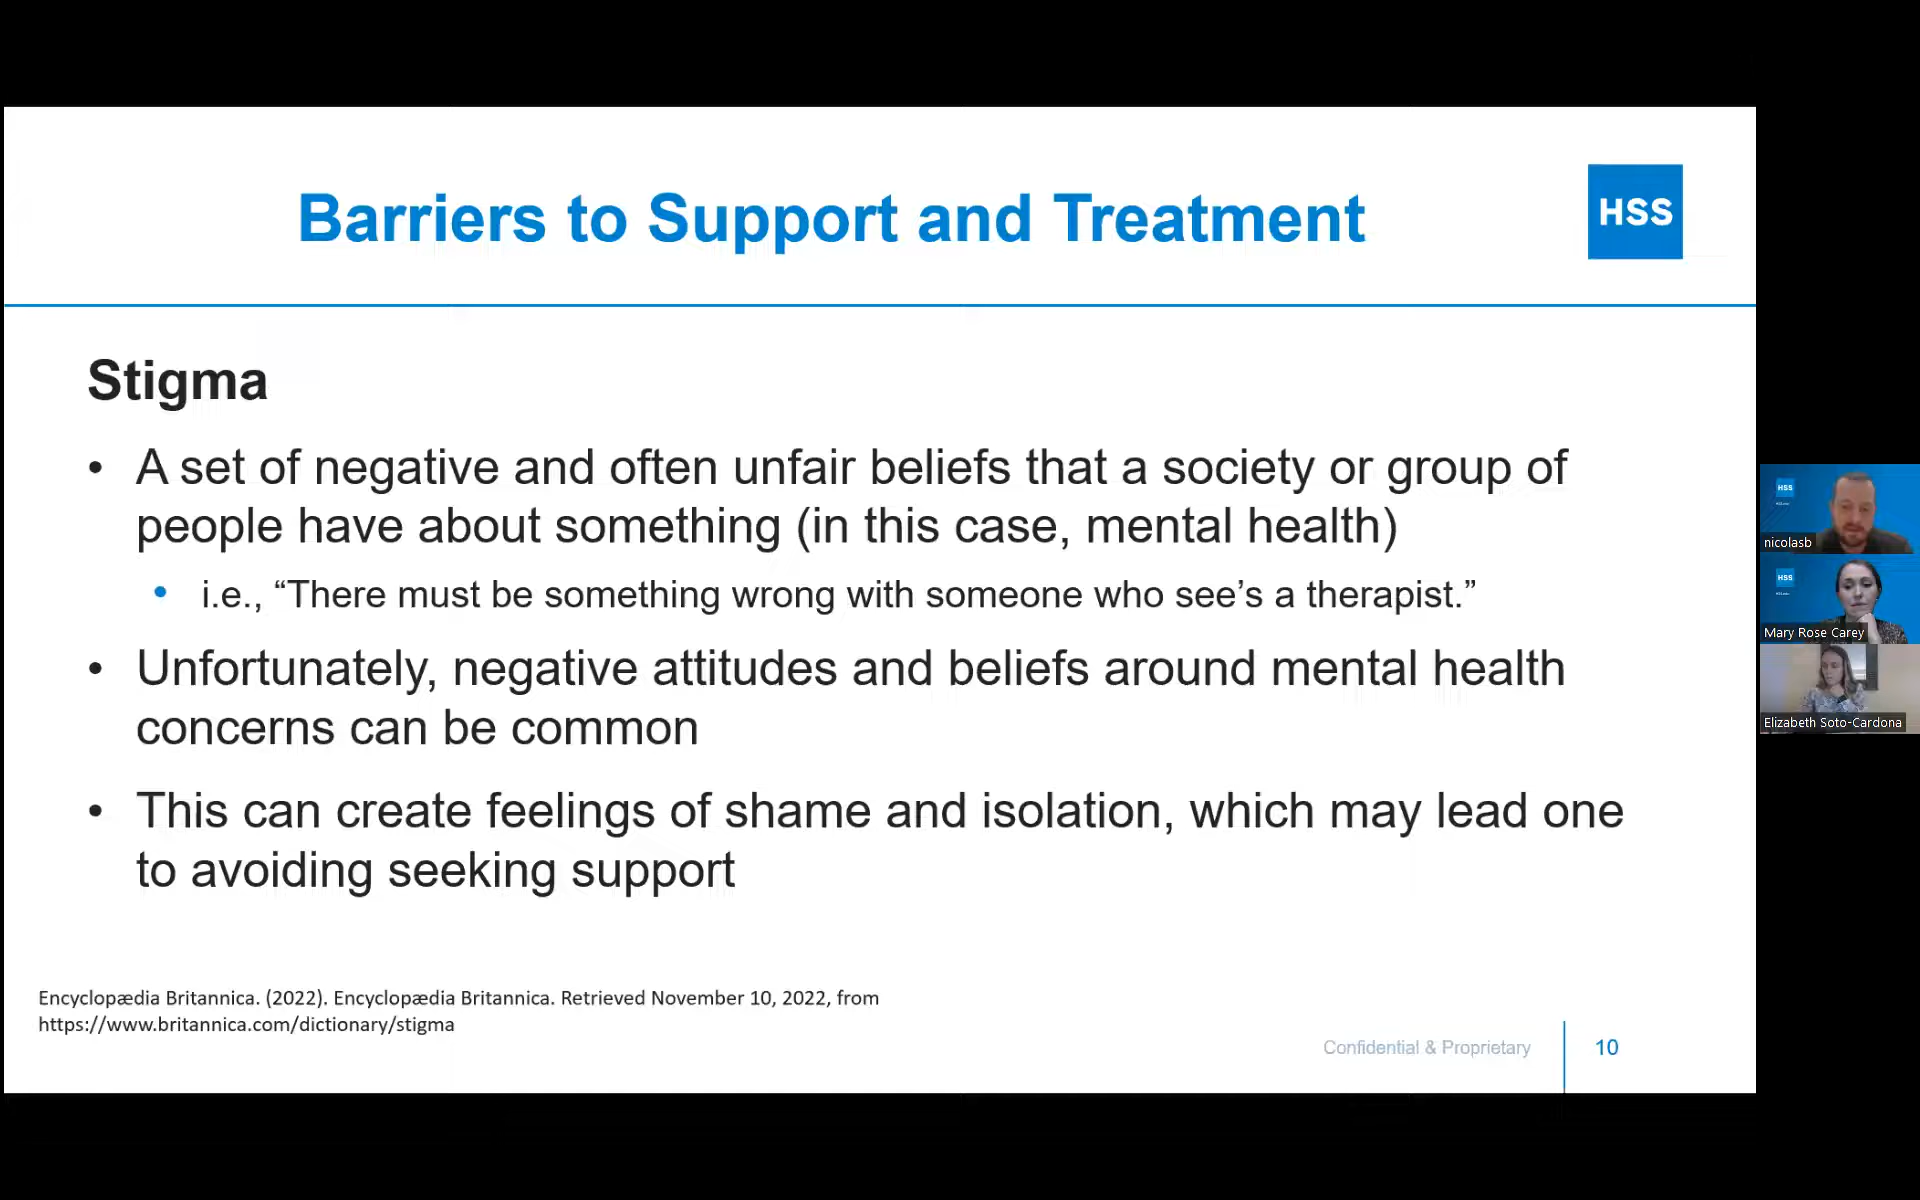 Barriers to Support and Treatment
HSS
Stigma
• A set of negative and often unfair beliefs that a society or group of
people have about something (in this case, mental health)
• i.e., “There must be something wrong with someone who see’s a therapist.”
• Unfortunately, negative attitudes and beliefs around mental health
concerns can be common
• This can create feelings of shame and isolation, which may lead one
to avoiding seeking support
Encyclopædia Britannica. (2022). Encyclopædia Britannica. Retrieved November 10, 2022, from
https://www.britannica.com/dictionary/stigma
Confidential & Proprietary
10
HSS
nicolasb
HSS
Mary Rose Carey
Elizabeth Soto-Cardona